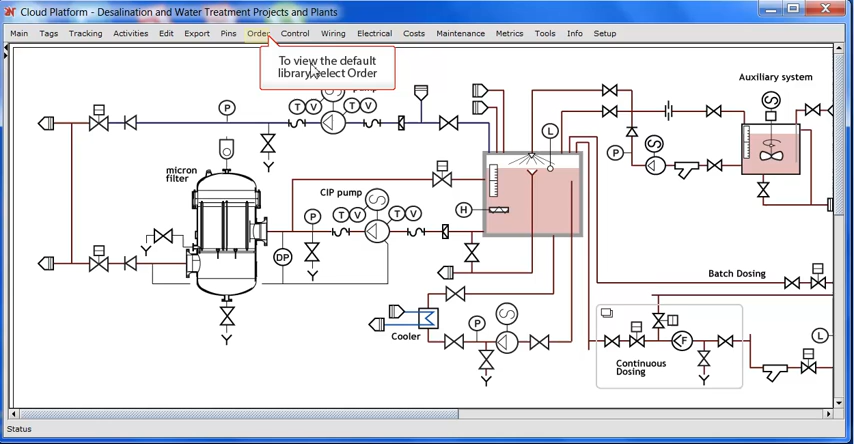 Cloud Platform - Desalination and Water Treatment Projects and Plants
Main Tags Tracking Activities Edit Export Pins Order Control Wiring Electrical Costs Maintenance Metrics Tools Info Setup
To view the default
library select Order
pump
Auxiliary system
P
T V
T V
S
S
L
P
S
micron
filter
CIP pump
S
P
T V
T V
H
DP
Batch Dosing
S
P
Cooler
F
L
Continuous
Dosing
Status